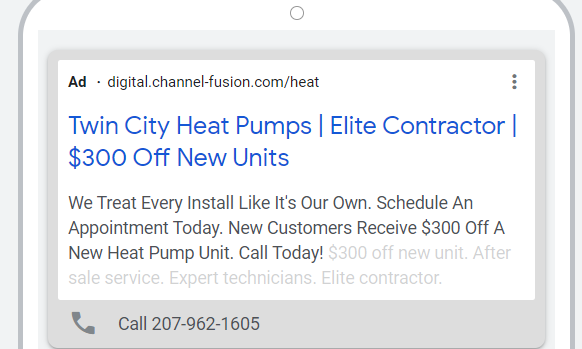 Ad · digital.channel-fusion.com/heat
Twin City Heat Pumps | Elite Contractor |
$300 Off New Units
We Treat Every Install Like It's Our Own. Schedule An
Appointment Today. New Customers Receive $300 Off A
New Heat Pump Unit. Call Today! $300 off new unit. After
sale service. Expert technicians. Elite contractor.
Call 207-962-1605